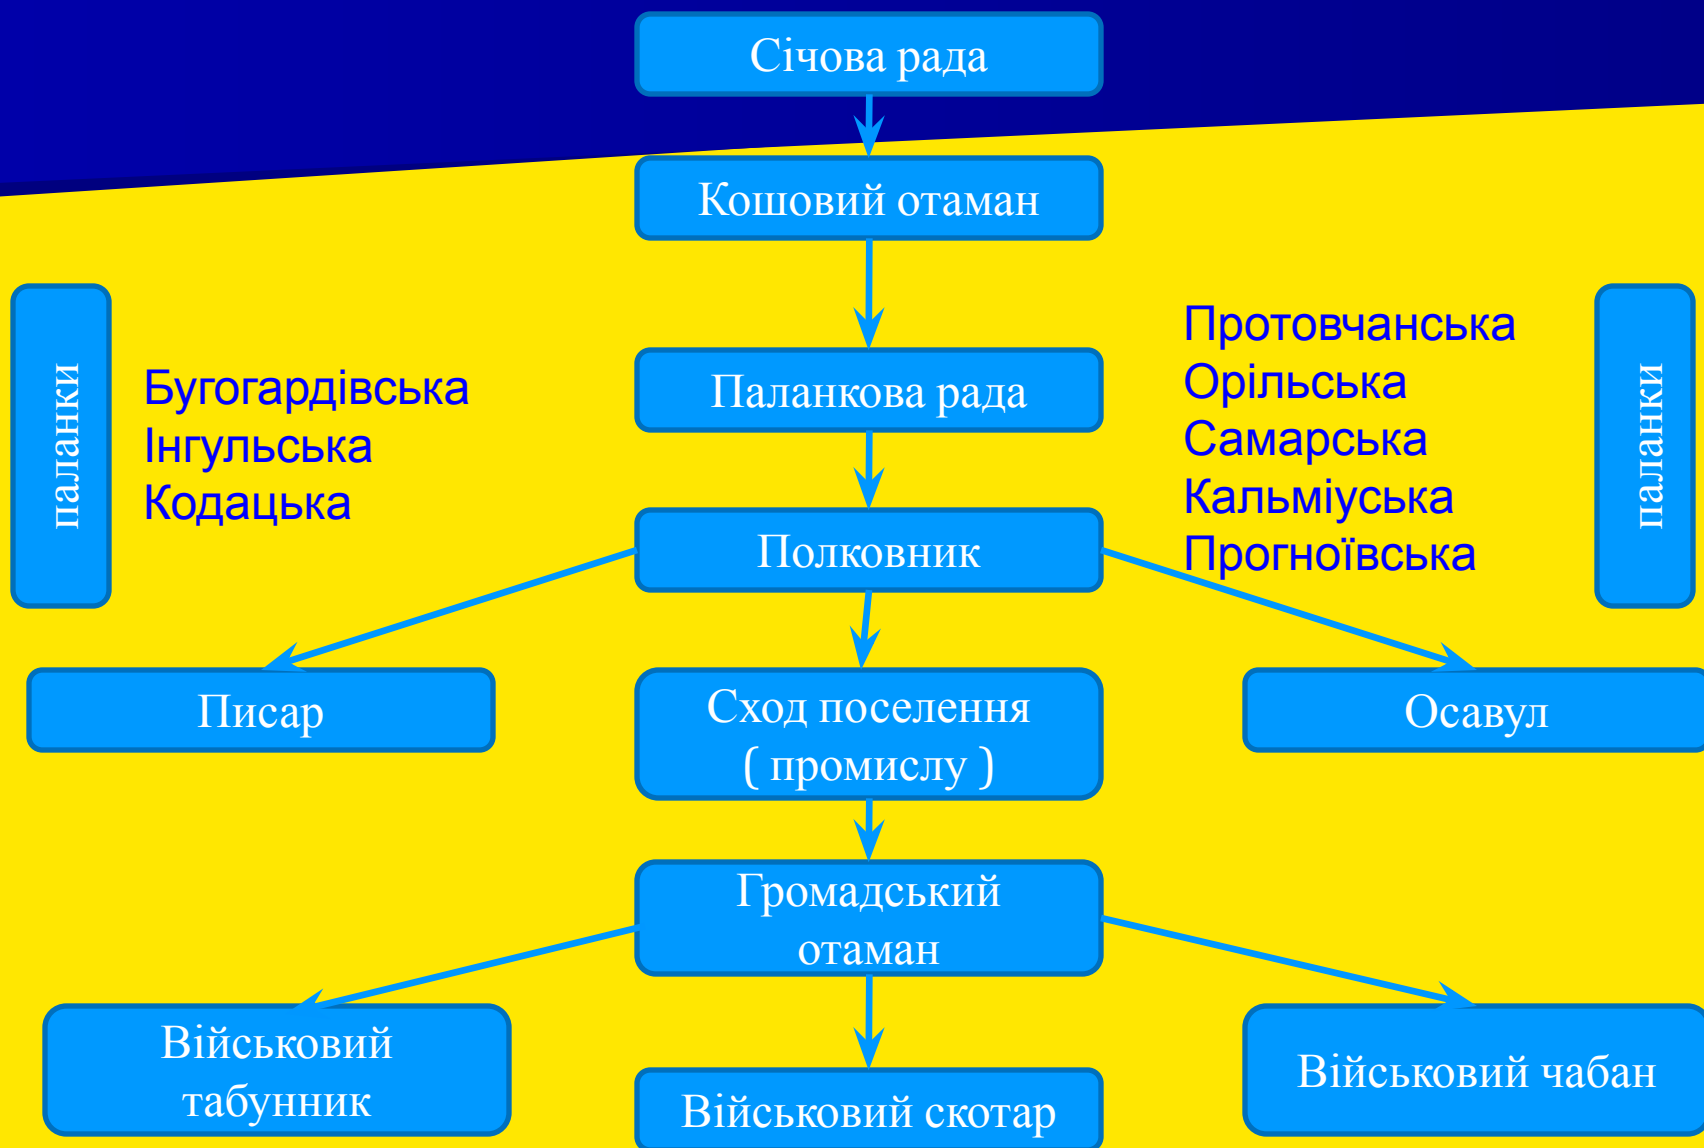 Січова рада
Кошовий отаман
паланки
Бугогардівська
Інгульська
Кодацька
Паланкова рада
Протовчанська
Орільська
Самарська
Кальміуська
Прогноївська
паланки
Полковник
Писар
Сход поселення
( промислу )
Осавул
Громадський
отаман
Військовий
табунник
Військовий скотар
Військовий чабан